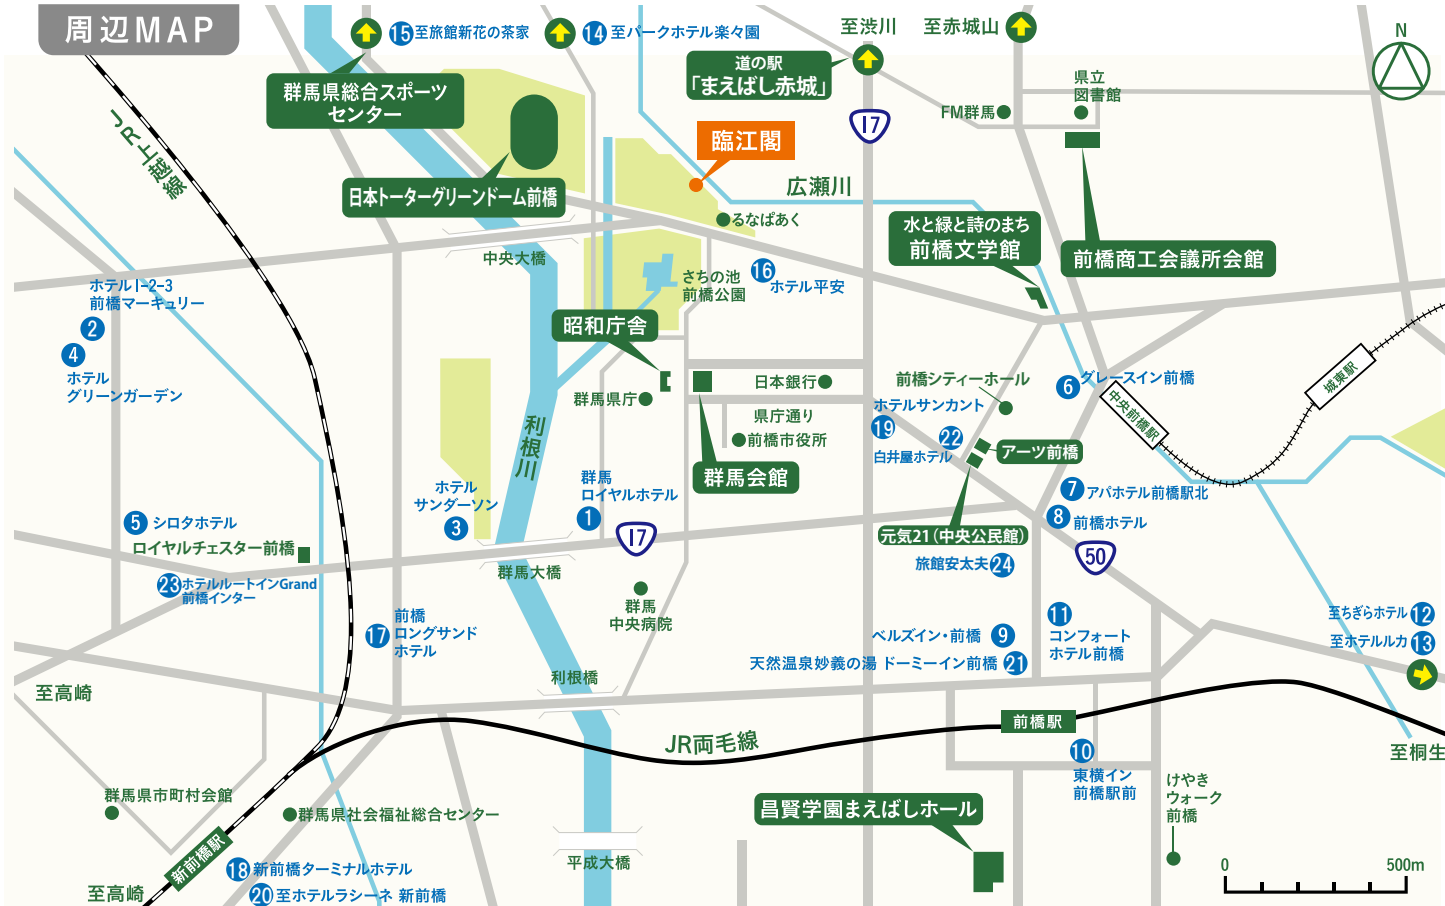 周辺MAP
15 至旅館新花の茶家
14 至パークホテル楽々園
至渋川
至赤城山
N
道の駅
「まえばし赤城」
県立
図書館
群馬県総合スポーツ
センター
FM群馬
17
臨江閣
JR上越線
日本トーターグリーンドーム前橋
広瀬川
るなぱあく
水と緑と詩のまち
前橋文学館
前橋商工会議所会館
中央大橋
さちの池
前橋公園
16
ホテル平安
ホテル1-2-3
前橋マーキュリー
2
4
ホテル
グリーンガーデン
昭和庁舎
群馬県庁
日本銀行
県庁通り
前橋市役所
群馬会館
前橋シティーホール
ホテルサンカント
19
22
白井屋ホテル
アーツ前橋
6 グレースイン前橋
中央前橋駅
城東駅
利根川
ホテル
サンダーソン
3
群馬
ロイヤルホテル
1
17
7 アパホテル前橋駅北
8 前橋ホテル
元気21(中央公民館)
50
旅館安太夫 24
5 シロタホテル
ロイヤルチェスター前橋
23 ホテルルートインGrand
前橋インター
群馬大橋
群馬
中央病院
17
前橋
ロングサンド
ホテル
ベルズイン・前橋 9
天然温泉妙義の湯 ドーミーイン前橋 21
11
コンフォート
ホテル前橋
至ちぎらホテル 12
至ホテルルカ 13
至高崎
利根橋
JR両毛線
前橋駅
10
東横イン
前橋駅前
至桐生
けやき
ウォーク
前橋
群馬県市町村会館
群馬県社会福祉総合センター
昌賢学園まえばしホール
新前橋駅
平成大橋
18 新前橋ターミナルホテル
至高崎
20 至ホテルラシーネ 新前橋
0 500m